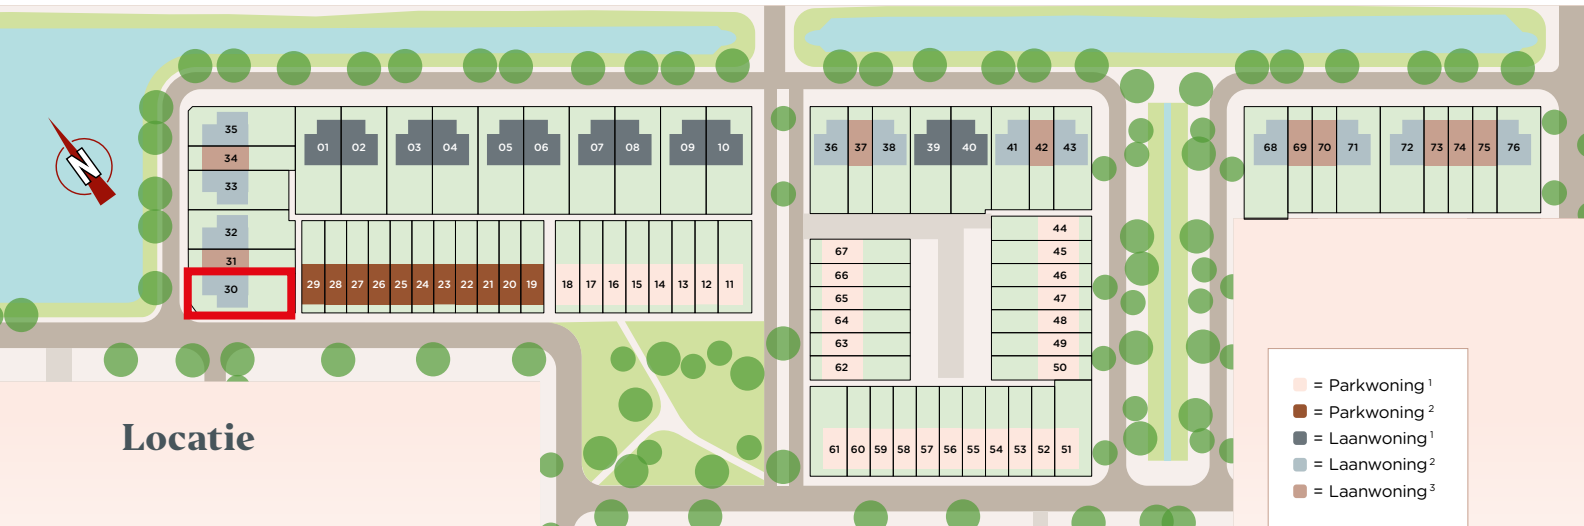 35
34
33
32
31
30
01 02 03 04 05 06 07 08 09 10
29 28 27 26 25 24 23 22 21 20 19
18 17 16 15 14 13 12 11
36 37 38 39 40 41 42 43
44
45
46
47
48
49
50
67
66
65
64
63
62
61 60 59 58 57 56 55 54 53 52 51
68 69 70 71 72 73 74 75 76
N
Locatie
= Parkwoning ¹
= Parkwoning ²
= Laanwoning ¹
= Laanwoning ²
= Laanwoning ³